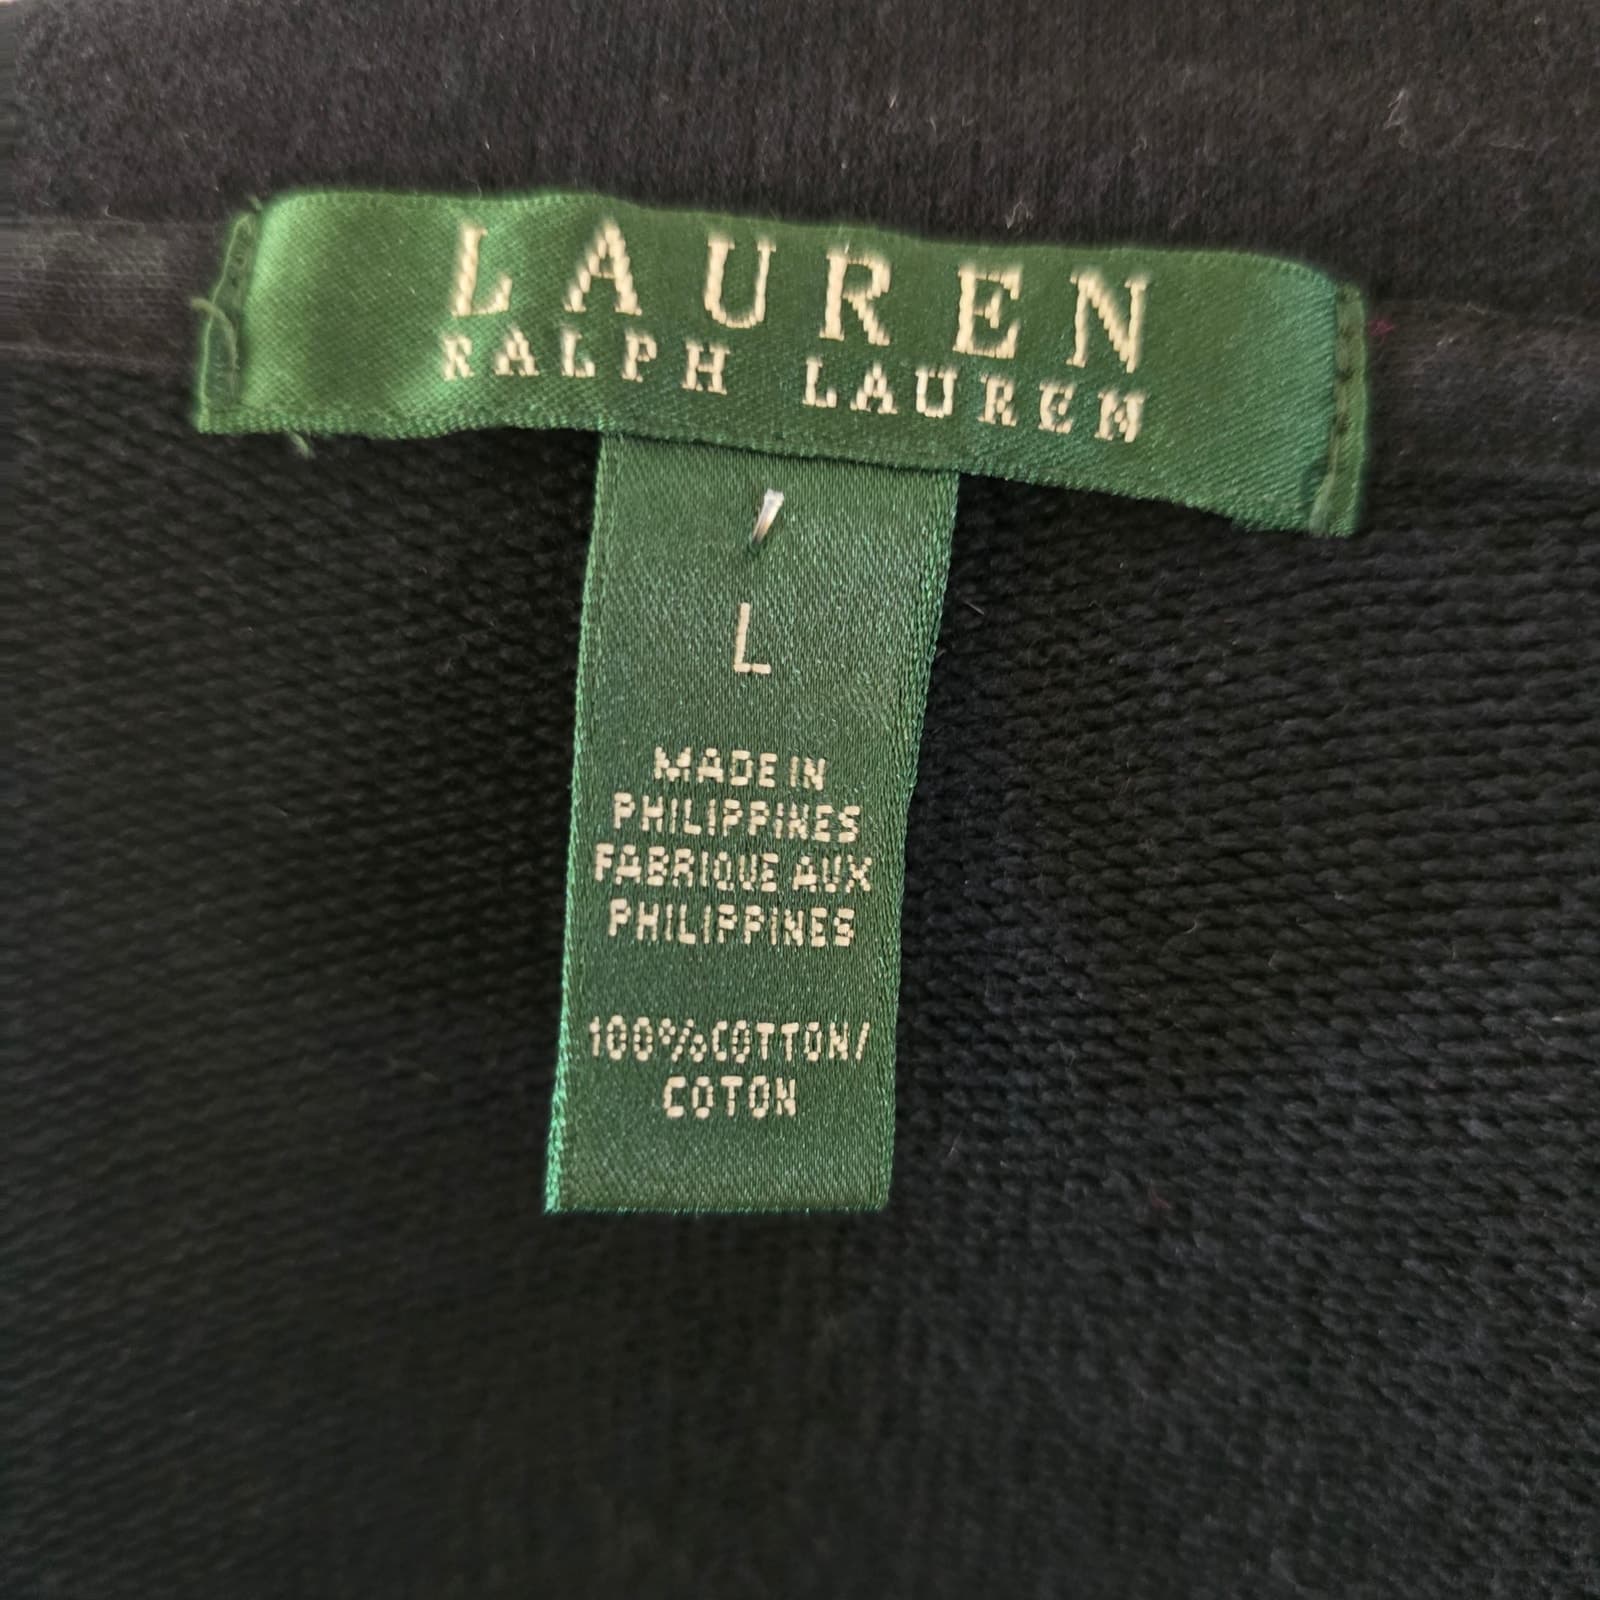 LAUREN
RALPH LAUREN
L
MADE IN
PHILIPPINES
FABRIQUE AUX
PHILIPPINES
100%COTTON/
COTON